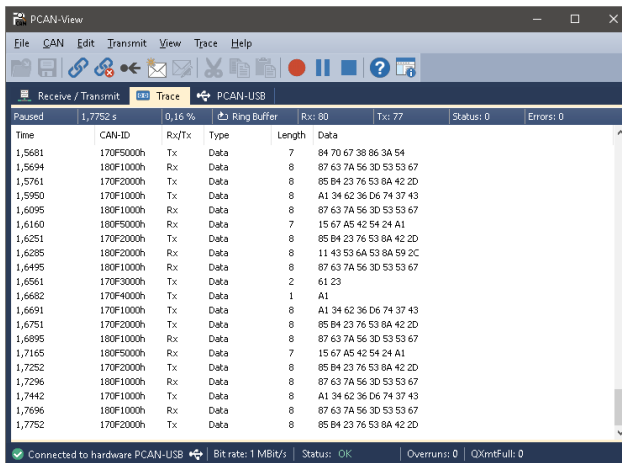 PCAN-View
File CAN Edit Transmit View Trace Help
Receive / Transmit Trace PCAN-USB
Paused 1,7752 s 0,16 % Ring Buffer Rx: 80 Tx: 77 Status: 0 Errors: 0
Time CAN-ID Rx/Tx Type Length Data
1,5681 170F5000h Tx Data 7 84 70 67 38 86 3A 54
1,5694 180F1000h Rx Data 8 87 63 7A 56 3D 53 53 67
1,5761 170F2000h Tx Data 8 85 B4 23 76 53 8A 42 2D
1,5950 170F1000h Tx Data 8 A1 34 62 36 D6 74 37 43
1,6095 180F1000h Rx Data 8 87 63 7A 56 3D 53 53 67
1,6160 180F5000h Rx Data 7 15 67 A5 42 54 24 A1
1,6251 170F2000h Tx Data 8 85 B4 23 76 53 8A 42 2D
1,6285 180F2000h Rx Data 8 11 43 53 6A 53 8A 59 2C
1,6495 180F1000h Rx Data 8 87 63 7A 56 3D 53 53 67
1,6561 170F3000h Tx Data 2 61 23
1,6682 170F4000h Tx Data 1 A1
1,6691 170F1000h Tx Data 8 A1 34 62 36 D6 74 37 43
1,6751 170F2000h Tx Data 8 85 B4 23 76 53 8A 42 2D
1,6895 180F1000h Rx Data 8 87 63 7A 56 3D 53 53 67
1,7165 180F5000h Rx Data 7 15 67 A5 42 54 24 A1
1,7252 170F2000h Tx Data 8 85 B4 23 76 53 8A 42 2D
1,7296 180F1000h Rx Data 8 87 63 7A 56 3D 53 53 67
1,7442 170F1000h Tx Data 8 A1 34 62 36 D6 74 37 43
1,7696 180F1000h Rx Data 8 87 63 7A 56 3D 53 53 67
1,7752 170F2000h Tx Data 8 85 B4 23 76 53 8A 42 2D
Connected to hardware PCAN-USB Bit rate: 1 MBit/s Status: OK Overruns: 0 QXmtFull: 0